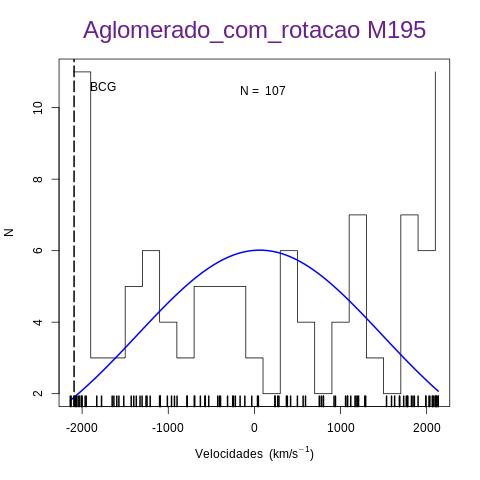 Aglomerado_com_rotacao M195
BCG
N = 107
N
10
8
6
4
2
-2000 -1000 0 1000 2000
Velocidades (km/s⁻¹)